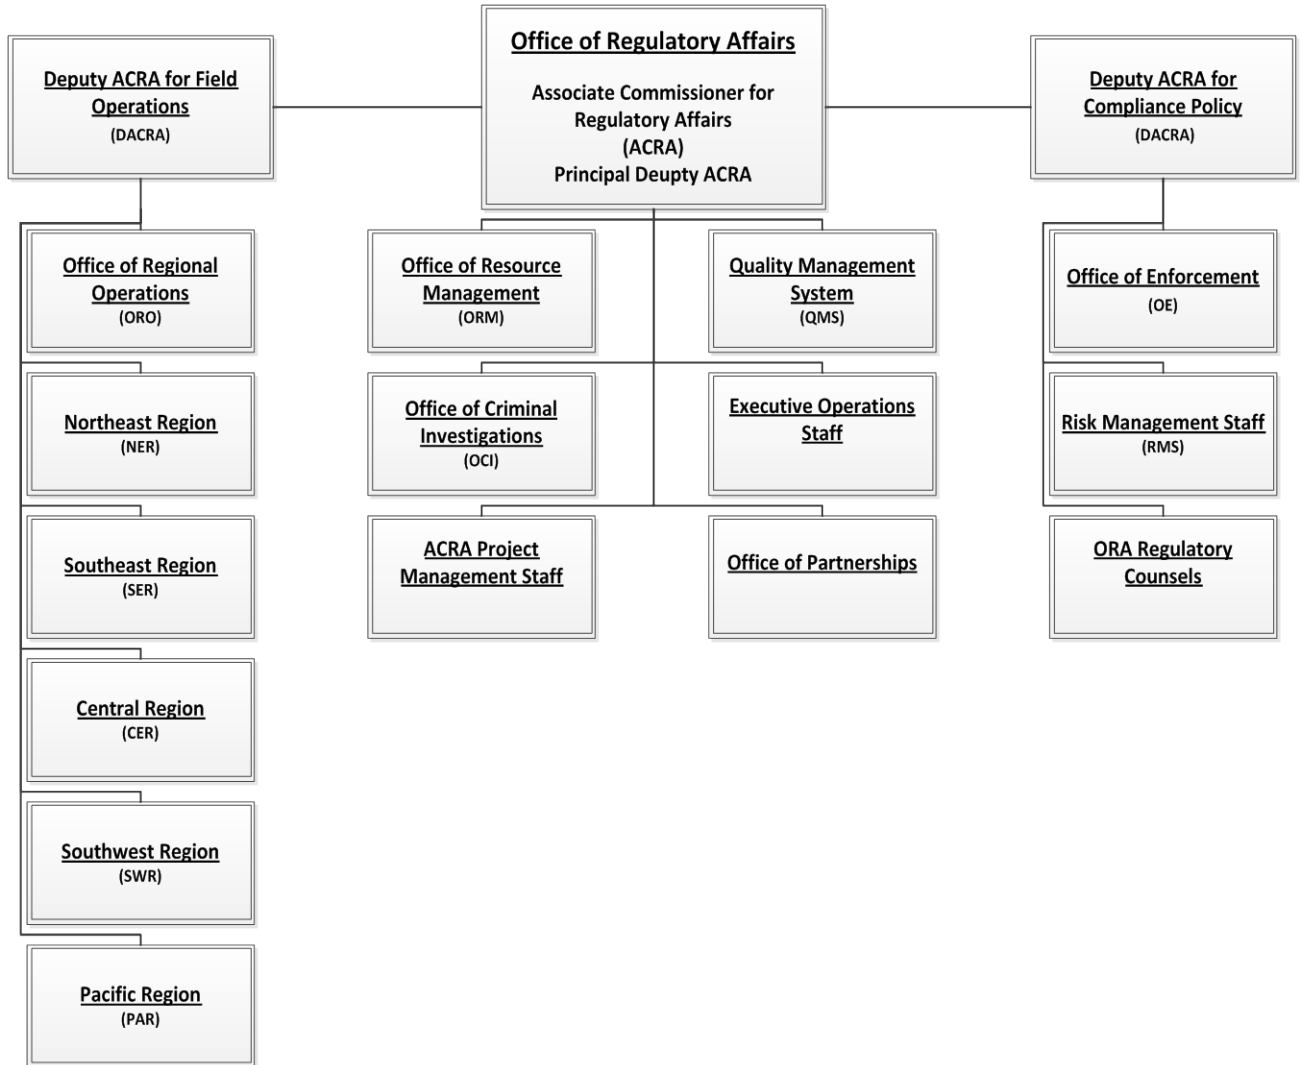 Office of Regulatory Affairs
Associate Commissioner for
Regulatory Affairs
(ACRA)
Principal Deupty ACRA
Deputy ACRA for Field
Operations
(DACRA)
Deputy ACRA for
Compliance Policy
(DACRA)
Office of Regional
Operations
(ORO)
Northeast Region
(NER)
Southeast Region
(SER)
Central Region
(CER)
Southwest Region
(SWR)
Pacific Region
(PAR)
Office of Resource
Management
(ORM)
Quality Management
System
(QMS)
Office of Criminal
Investigations
(OCI)
Executive Operations
Staff
ACRA Project
Management Staff
Office of Partnerships
Office of Enforcement
(OE)
Risk Management Staff
(RMS)
ORA Regulatory
Counsels